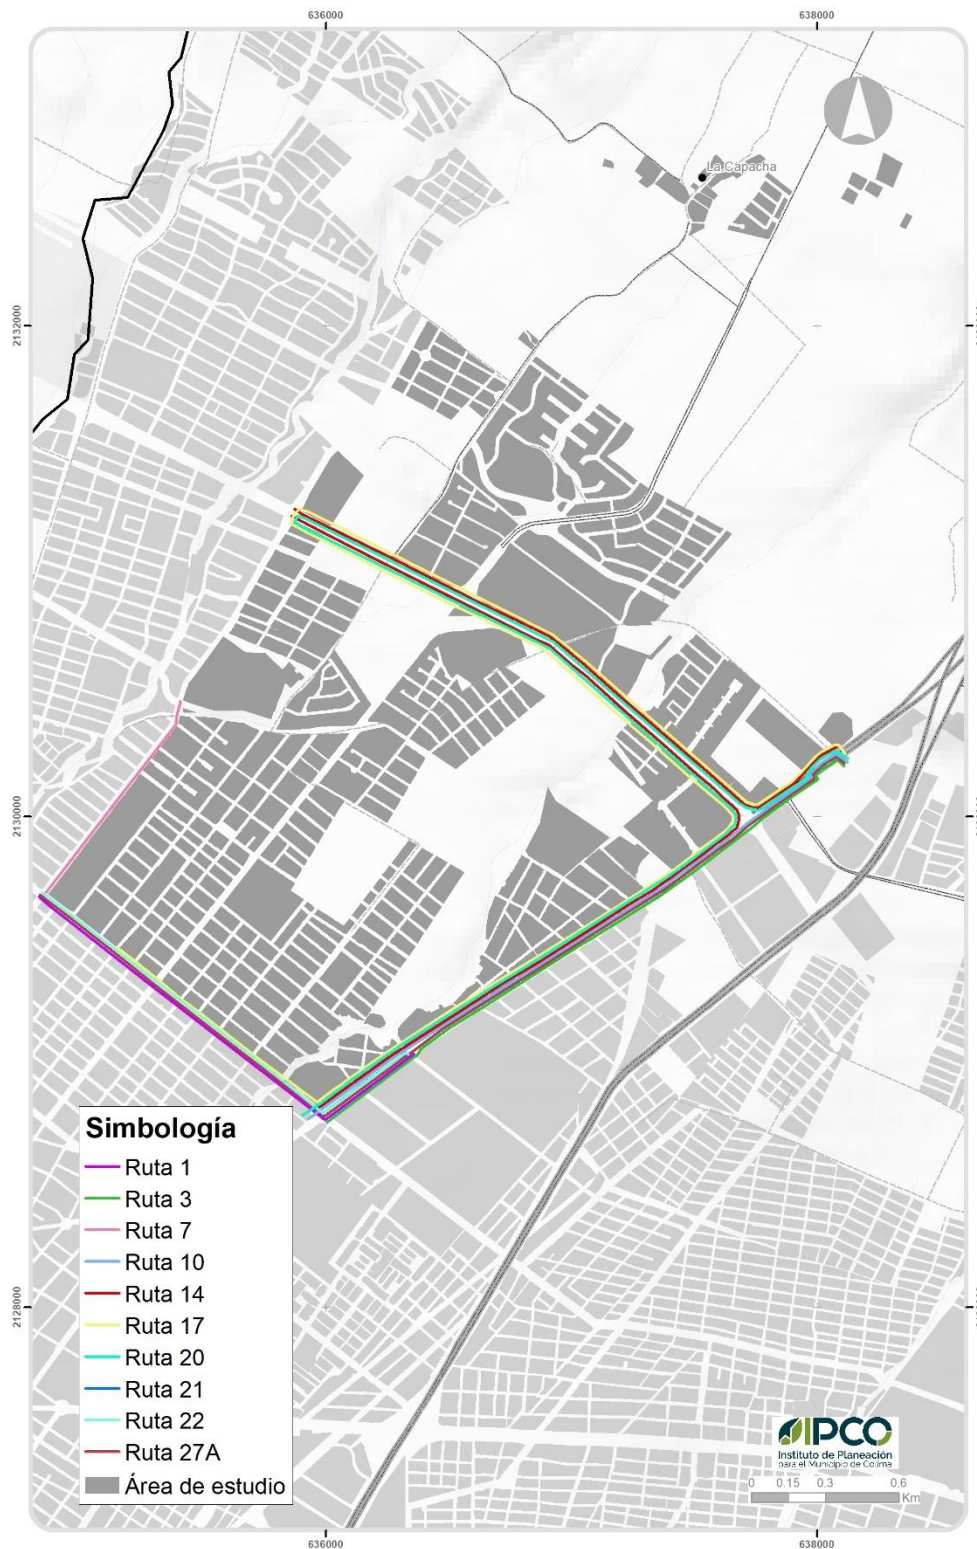 636000
638000
La Capacha
2132000
2130000
2128000
Simbología
Ruta 1
Ruta 3
Ruta 7
Ruta 10
Ruta 14
Ruta 17
Ruta 20
Ruta 21
Ruta 22
Ruta 27A
Área de estudio
IPCO
Instituto de Planeación
para el Municipio de Colima
0 0.15 0.3 0.6
Km
636000
638000